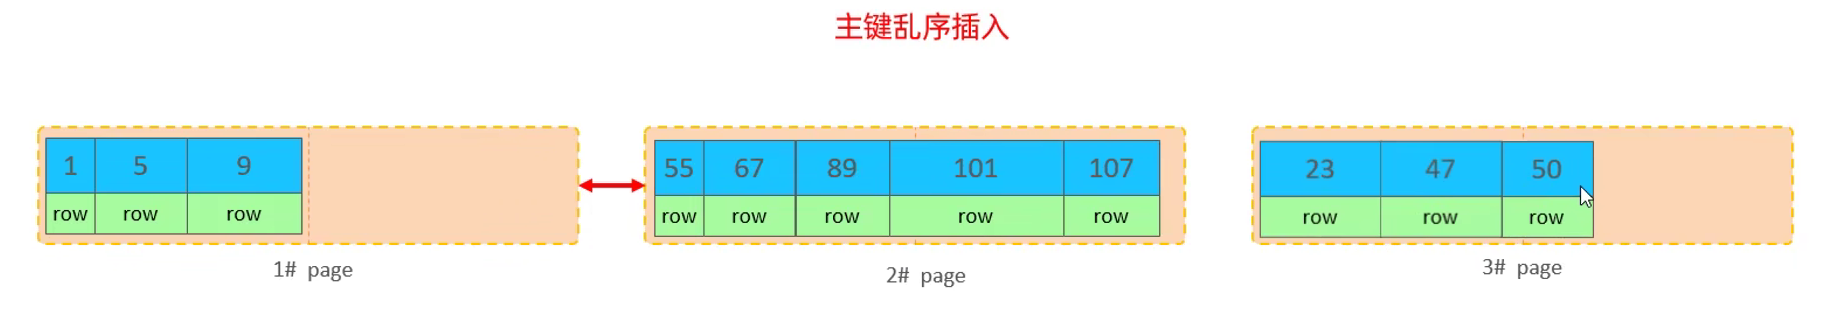 主键乱序插入
1 5 9
row row row
1# page
55 67 89 101 107
row row row row row
2# page
23 47 50
row row row
3# page